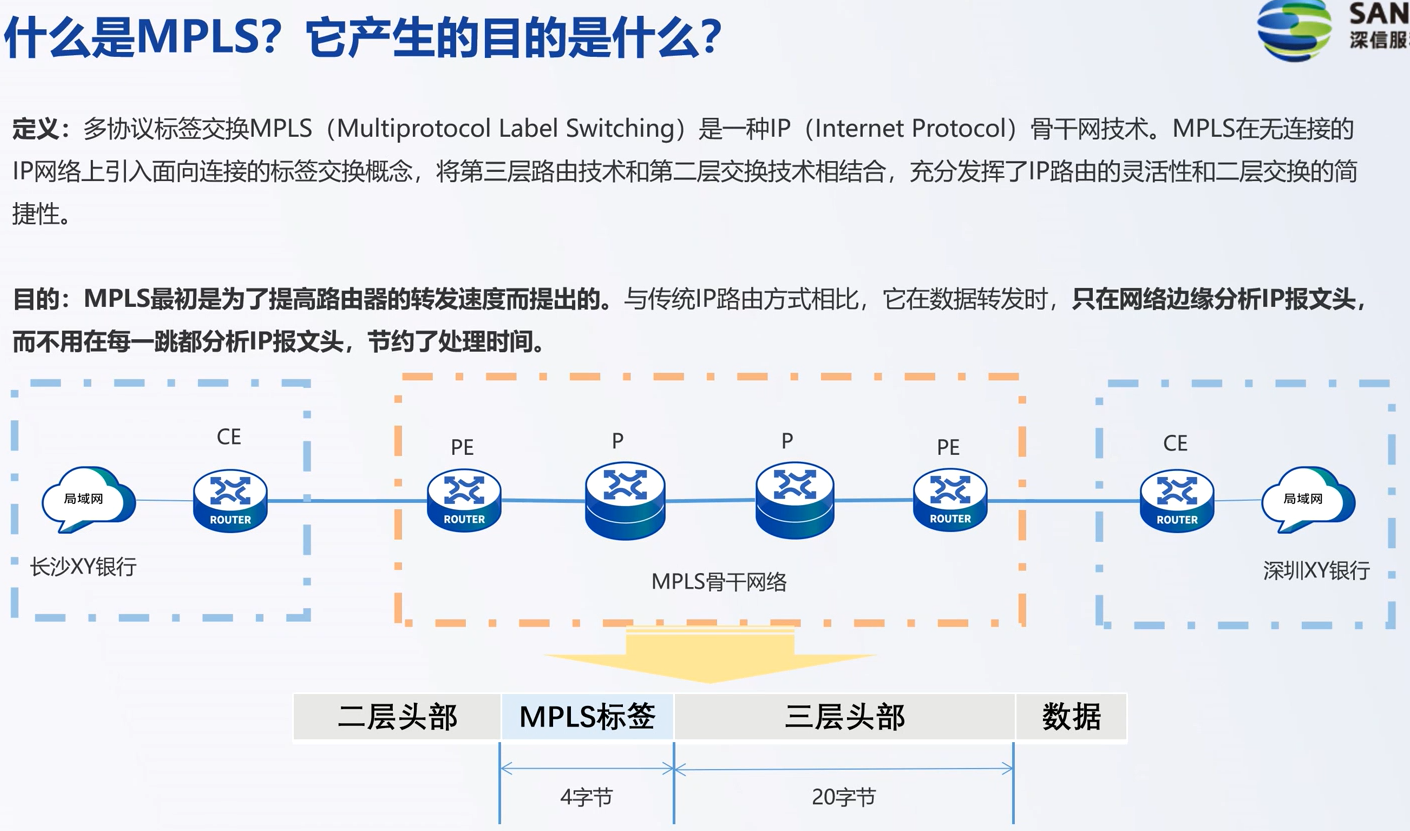 什么是MPLS？它产生的目的是什么？
SAN
深信服
定义：多协议标签交换MPLS（Multiprotocol Label Switching）是一种IP（Internet Protocol）骨干网技术。MPLS在无连接的
IP网络上引入面向连接的标签交换概念，将第三层路由技术和第二层交换技术相结合，充分发挥了IP路由的灵活性和二层交换的简
捷性。
目的：MPLS最初是为了提高路由器的转发速度而提出的。与传统IP路由方式相比，它在数据转发时，只在网络边缘分析IP报文头，
而不用在每一跳都分析IP报文头，节约了处理时间。
CE
PE
P
P
PE
CE
局域网
ROUTER
ROUTER
ROUTER
ROUTER
局域网
长沙XY银行
MPLS骨干网络
深圳XY银行
二层头部
MPLS标签
三层头部
数据
4字节
20字节